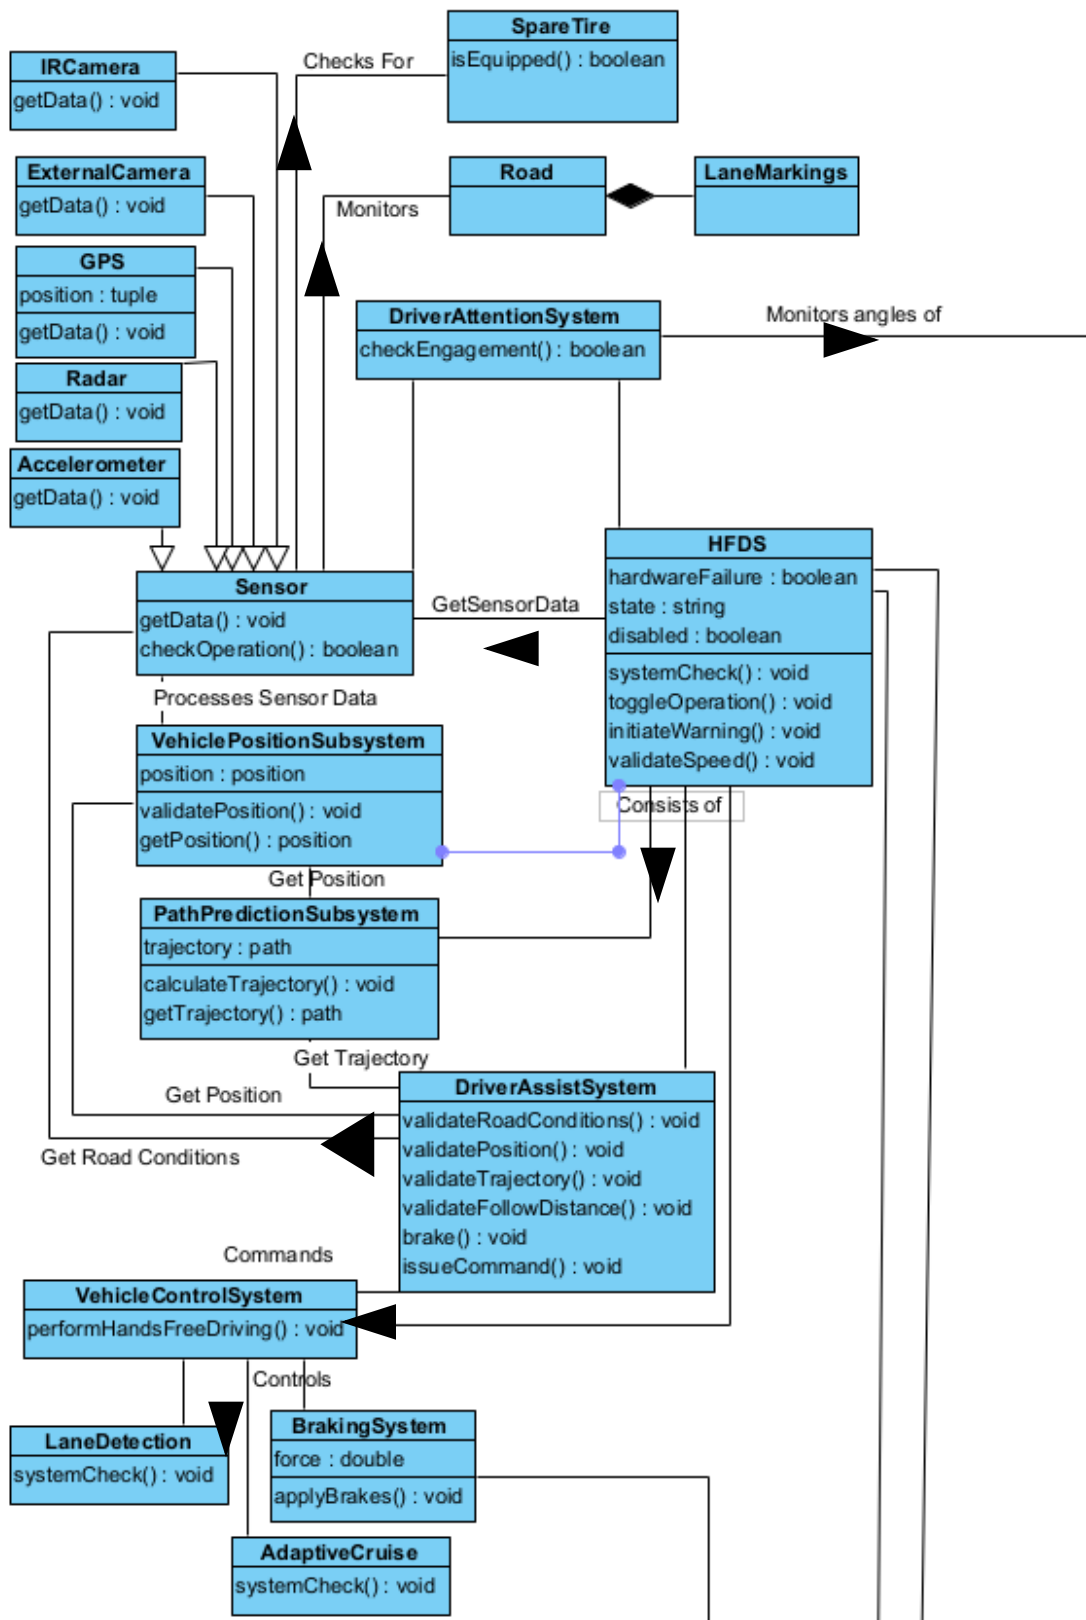 SpareTire
isEquipped() : boolean
Checks For
IRCamera
getData() : void
ExternalCamera
getData() : void
Road
LaneMarkings
Monitors
GPS
position : tuple
getData() : void
DriverAttentionSystem
checkEngagement() : boolean
Monitors angles of
Radar
getData() : void
Accelerometer
getData() : void
HFDS
hardwareFailure : boolean
state : string
disabled : boolean
systemCheck() : void
toggleOperation() : void
initiateWarning() : void
validateSpeed() : void
Sensor
getData() : void
checkOperation() : boolean
GetSensorData
Processes Sensor Data
VehiclePositionSubsystem
position : position
validatePosition() : void
getPosition() : position
Consists of
Get Position
PathPredictionSubsystem
trajectory : path
calculateTrajectory() : void
getTrajectory() : path
Get Trajectory
Get Position
Get Road Conditions
DriverAssistSystem
validateRoadConditions() : void
validatePosition() : void
validateTrajectory() : void
validateFollowDistance() : void
brake() : void
issueCommand() : void
Commands
VehicleControlSystem
performHandsFreeDriving() : void
Controls
LaneDetection
systemCheck() : void
BrakingSystem
force : double
applyBrakes() : void
AdaptiveCruise
systemCheck() : void